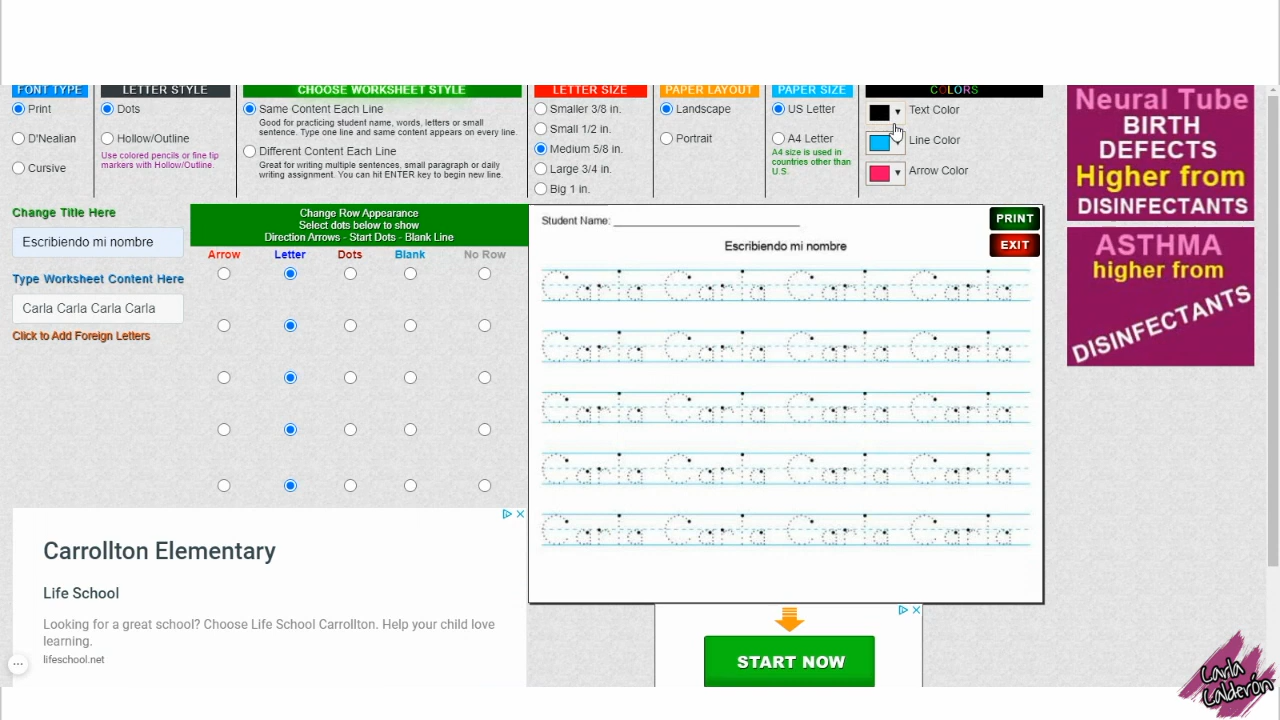 FONT TYPE
Print
D'Nealian
Cursive
LETTER STYLE
Dots
Hollow/Outline
Use colored pencils or fine tip
markers with Hollow/Outline.
CHOOSE WORKSHEET STYLE
Same Content Each Line
Good for practicing student name, words, letters or small
sentence. Type one line and same content appears on every line.
Different Content Each Line
Great for writing multiple sentences, small paragraph or daily
writing assignment. You can hit ENTER key to begin new line.
LETTER SIZE
Smaller 3/8 in.
Small 1/2 in.
Medium 5/8 in.
Large 3/4 in.
Big 1 in.
PAPER LAYOUT
Landscape
Portrait
PAPER SIZE
US Letter
A4 Letter
A4 size is used in
countries other than
U.S.
COLORS
Text Color
Line Color
Arrow Color
Neural Tube
BIRTH
DEFECTS
Higher from
DISINFECTANTS
ASTHMA
higher from
DISINFECTANTS
Change Title Here
Escribiendo mi nombre
Type Worksheet Content Here
Carla Carla Carla Carla
Click to Add Foreign Letters
Change Row Appearance
Select dots below to show
Direction Arrows - Start Dots - Blank Line
Arrow Letter Dots Blank No Row
Student Name:
PRINT
EXIT
Escribiendo mi nombre
Carla Carla Carla Carla
Carla Carla Carla Carla
Carla Carla Carla Carla
Carla Carla Carla Carla
Carla Carla Carla Carla
Carrollton Elementary
Life School
Looking for a great school? Choose Life School Carrollton. Help your child love
learning.
lifeschool.net
START NOW
Carla
Calderón